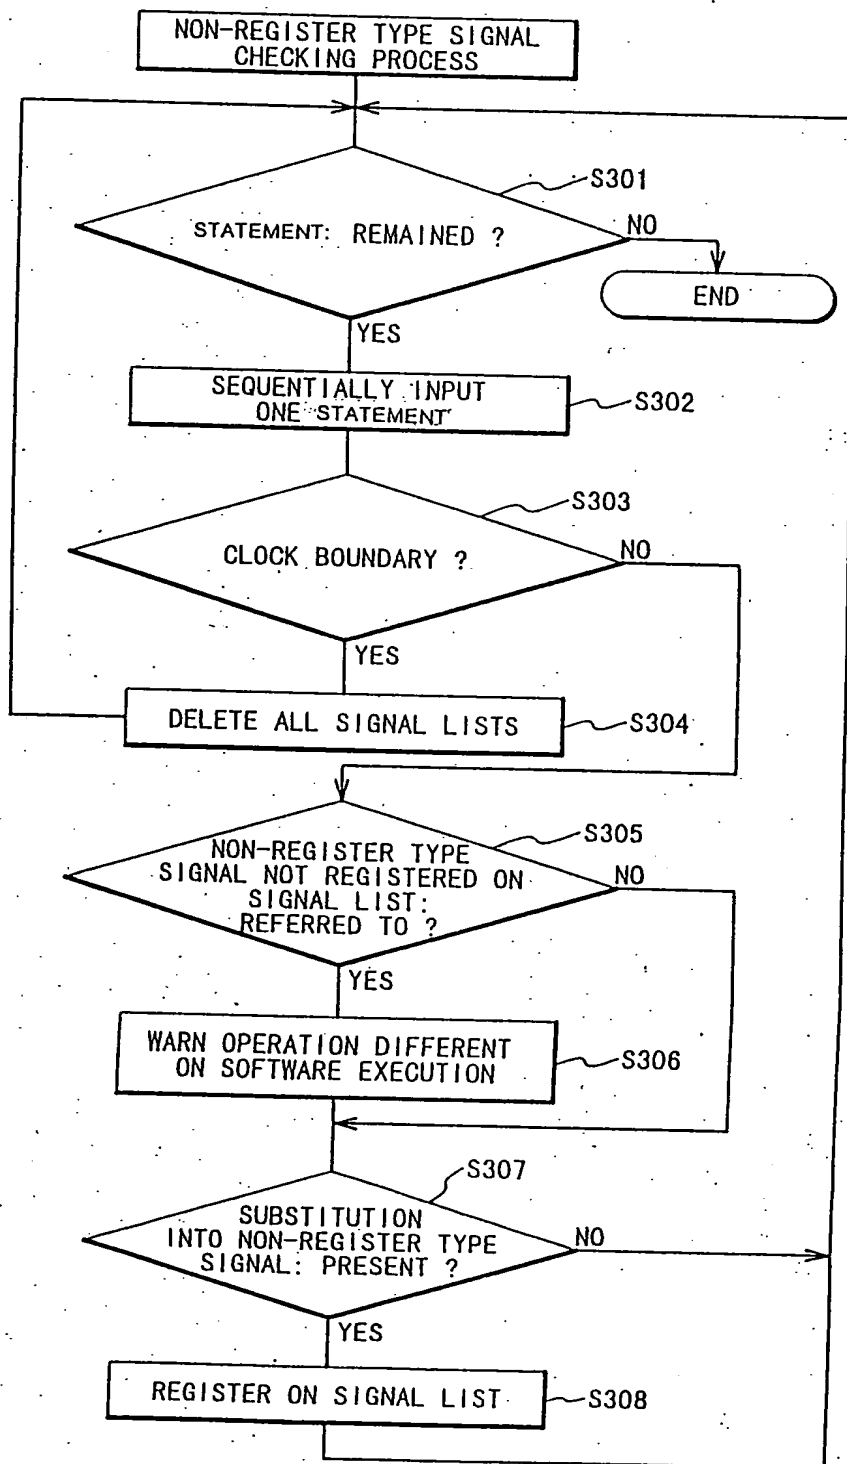 NON-REGISTER TYPE SIGNAL
CHECKING PROCESS
S301
STATEMENT: REMAINED ?
NO
END
YES
SEQUENTIALLY INPUT
ONE STATEMENT
S302
S303
CLOCK BOUNDARY ?
NO
YES
DELETE ALL SIGNAL LISTS
S304
S305
NON-REGISTER TYPE
SIGNAL NOT REGISTERED ON
SIGNAL LIST:
REFERRED TO ?
NO
YES
WARN OPERATION DIFFERENT
ON SOFTWARE EXECUTION
S306
S307
SUBSTITUTION
INTO NON-REGISTER TYPE
SIGNAL: PRESENT ?
NO
YES
REGISTER ON SIGNAL LIST
S308